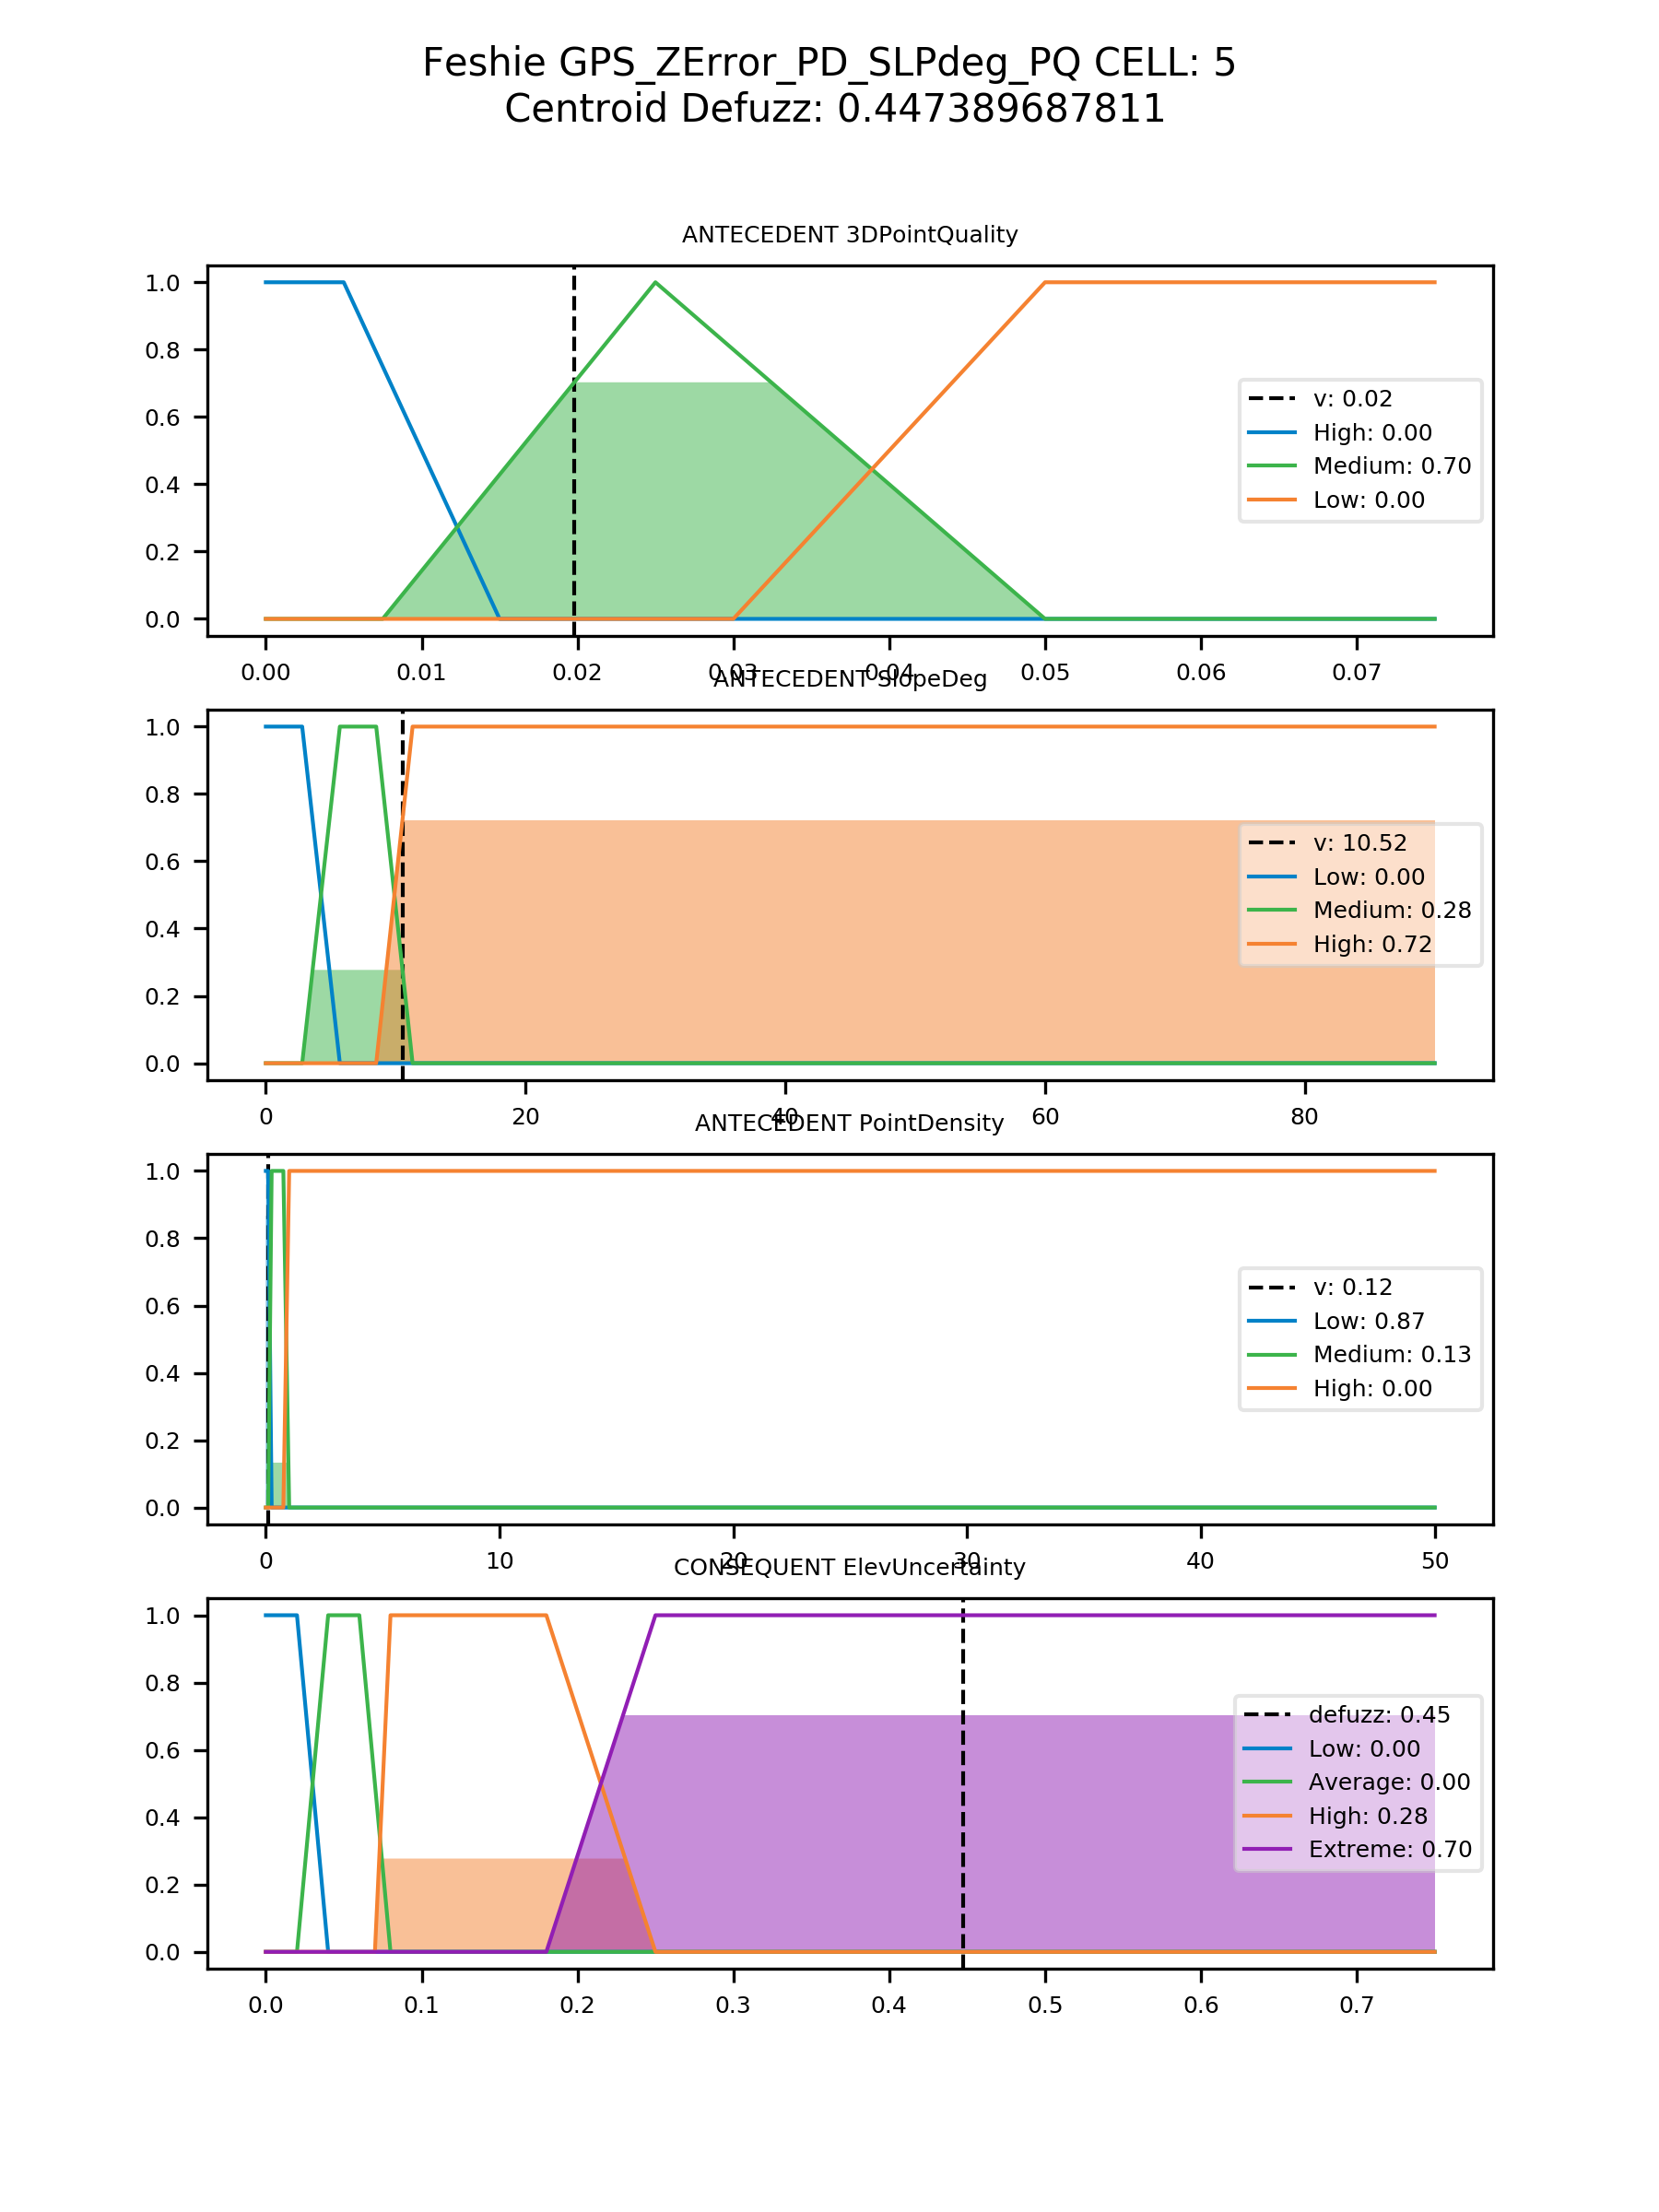 Feshie GPS_ZError_PD_SLPdeg_PQ CELL: 5
Centroid Defuzz: 0.447389687811
ANTECEDENT 3DPointQuality
1.0
0.8
0.6
0.4
0.2
0.0
v: 0.02
High: 0.00
Medium: 0.70
Low: 0.00
0.00 0.01 0.02 0.03 0.04 0.05 0.06 0.07
ANTECEDENT SlopeDeg
1.0
0.8
0.6
0.4
0.2
0.0
v: 10.52
Low: 0.00
Medium: 0.28
High: 0.72
0 20 40 60 80
ANTECEDENT PointDensity
1.0
0.8
0.6
0.4
0.2
0.0
v: 0.12
Low: 0.87
Medium: 0.13
High: 0.00
0 10 20 30 40 50
CONSEQUENT ElevUncertainty
1.0
0.8
0.6
0.4
0.2
0.0
defuzz: 0.45
Low: 0.00
Average: 0.00
High: 0.28
Extreme: 0.70
0.0 0.1 0.2 0.3 0.4 0.5 0.6 0.7